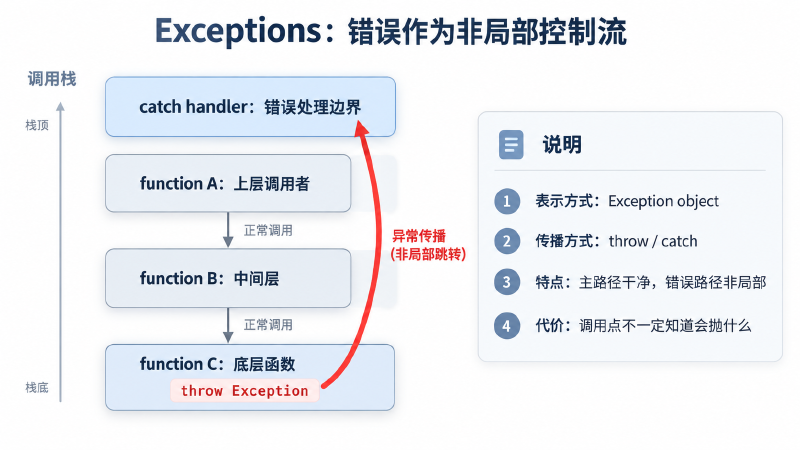 Exceptions：错误作为非局部控制流
调用栈
栈顶
栈底
catch handler：错误处理边界
function A：上层调用者
正常调用
function B：中间层
正常调用
function C：底层函数
throw Exception
异常传播
(非局部跳转)
说明
1 表示方式：Exception object
2 传播方式：throw / catch
3 特点：主路径干净，错误路径非局部
4 代价：调用点不一定知道会抛什么